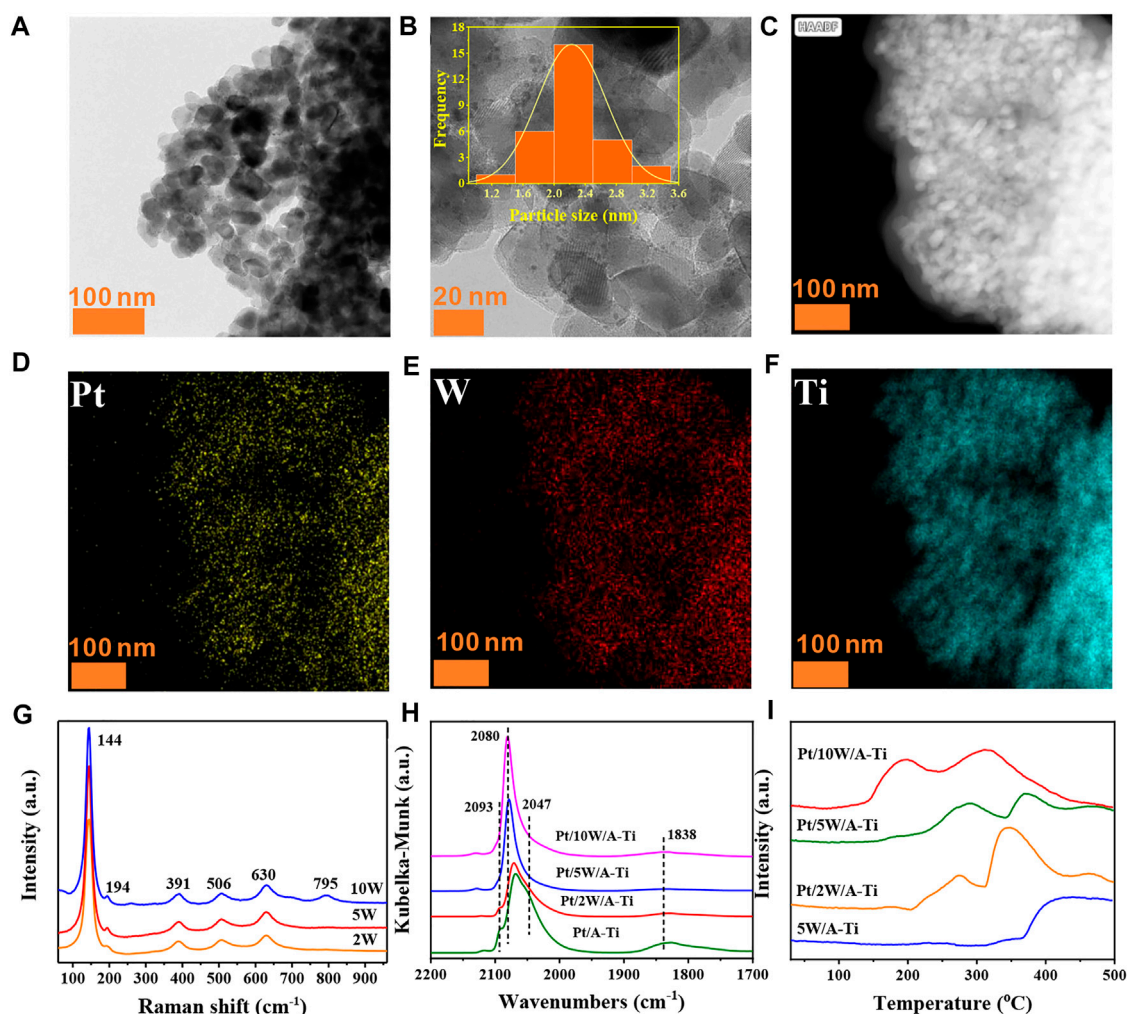 A
100 nm
B
18
15
12
9
6
3
0
Frequency
1.2 1.6 2.0 2.4 2.8 3.2 3.6
Particle size (nm)
20 nm
C
HAABF
100 nm
D
Pt
100 nm
E
W
100 nm
F
Ti
100 nm
G
144
194 391 506 630 795
10W
5W
2W
Intensity (a.u.)
100 200 300 400 500 600 700 800 900
Raman shift (cm⁻¹)
H
2080
2093
2047
1838
Pt/10W/A-Ti
Pt/5W/A-Ti
Pt/2W/A-Ti
Pt/A-Ti
Kubelka-Munk (a.u.)
2200 2100 2000 1900 1800 1700
Wavenumbers (cm⁻¹)
I
Pt/10W/A-Ti
Pt/5W/A-Ti
Pt/2W/A-Ti
5W/A-Ti
Intensity (a.u.)
100 200 300 400 500
Temperature (⁰C)